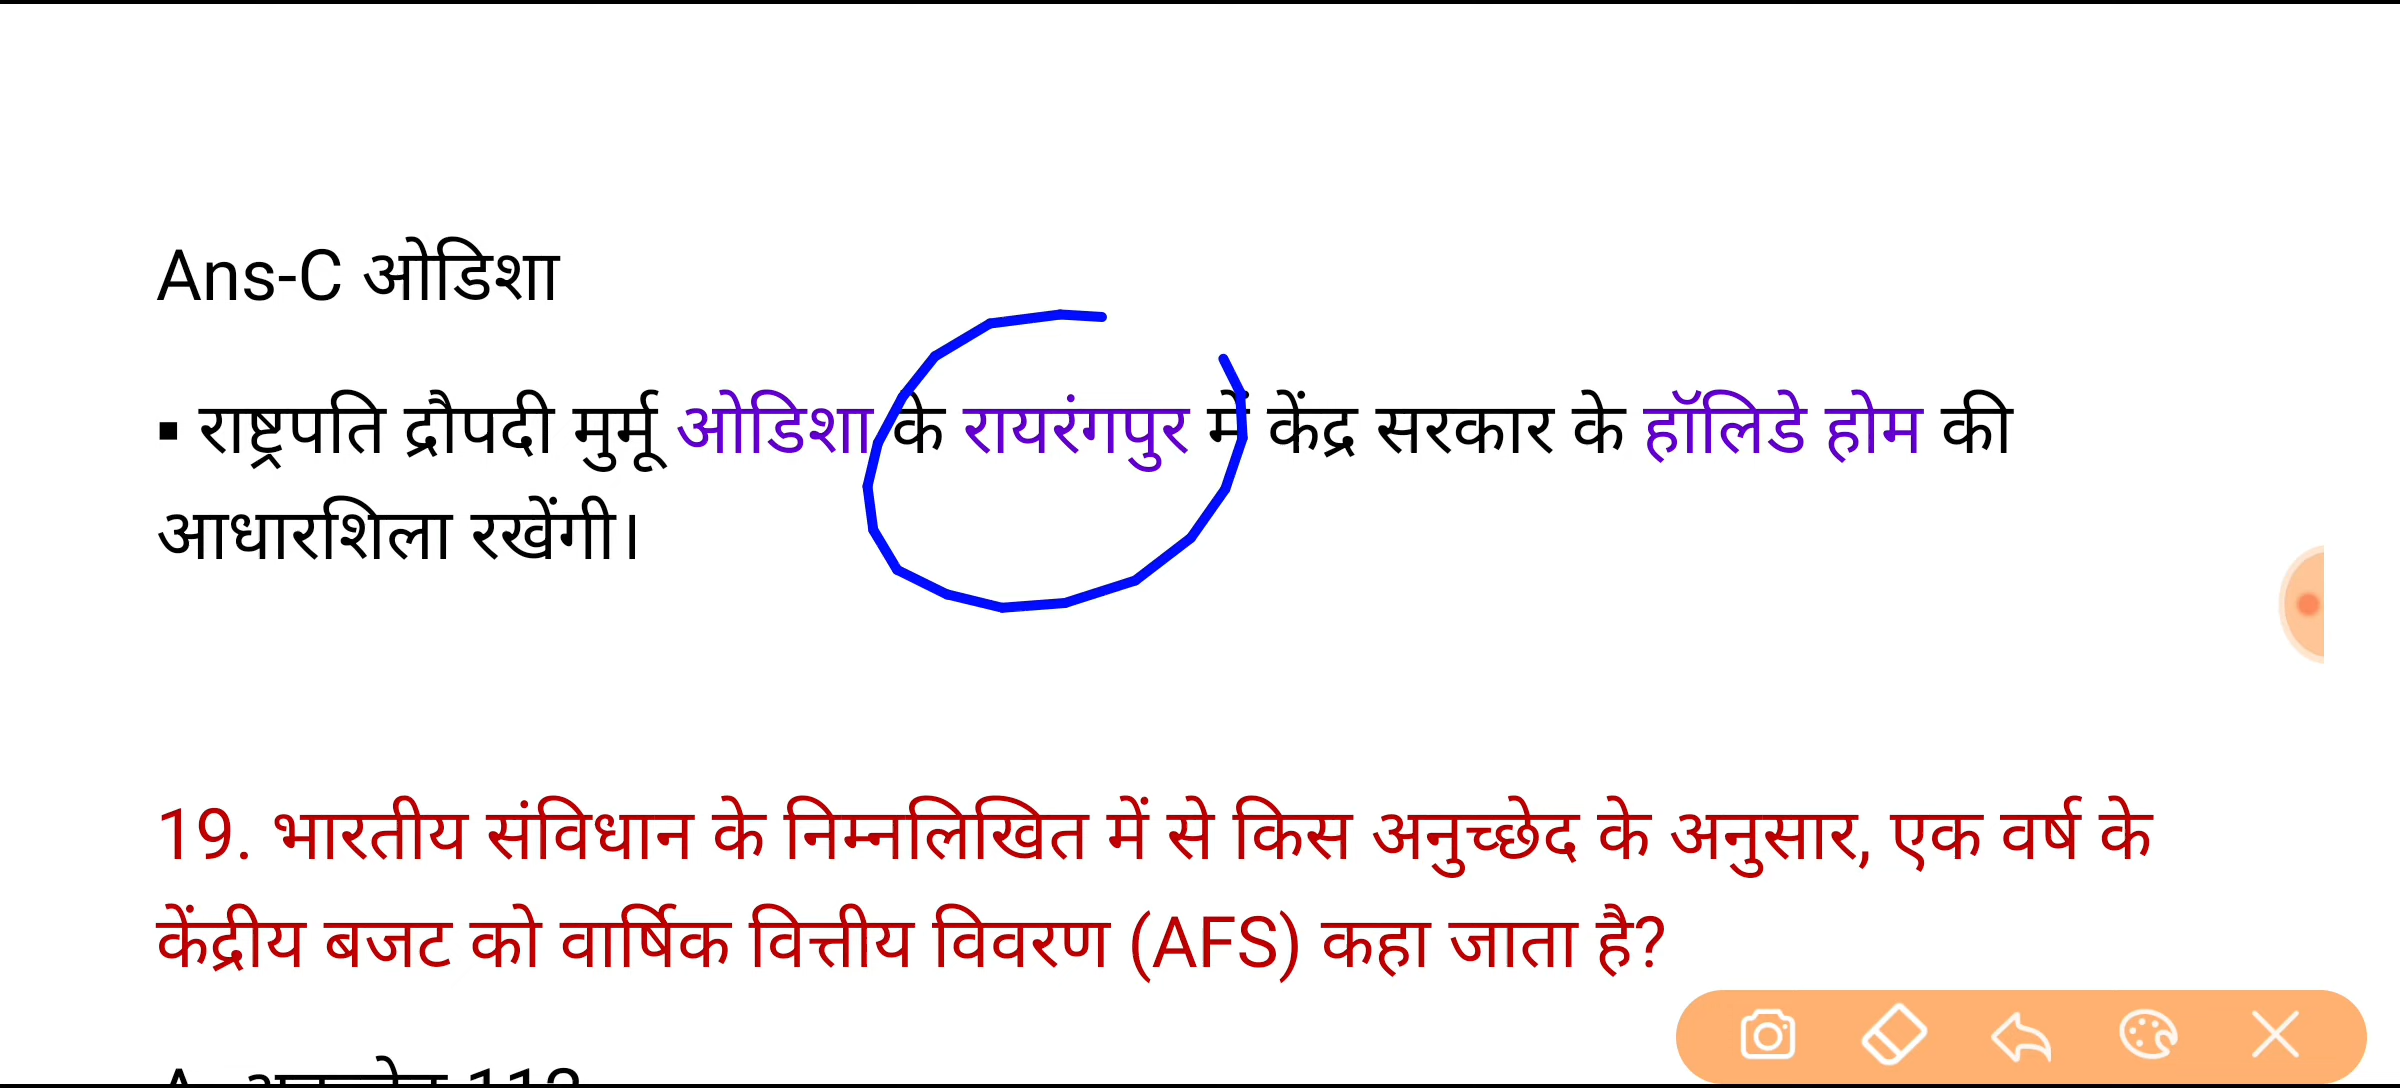 Ans-C ओडिशा
▪ राष्ट्रपति द्रौपदी मुर्मू ओडिशा के रायरंगपुर में केंद्र सरकार के हॉलिडे होम की
आधारशिला रखेंगी।
19. भारतीय संविधान के निम्नलिखित में से किस अनुच्छेद के अनुसार, एक वर्ष के
केंद्रीय बजट को वार्षिक वित्तीय विवरण (AFS) कहा जाता है?